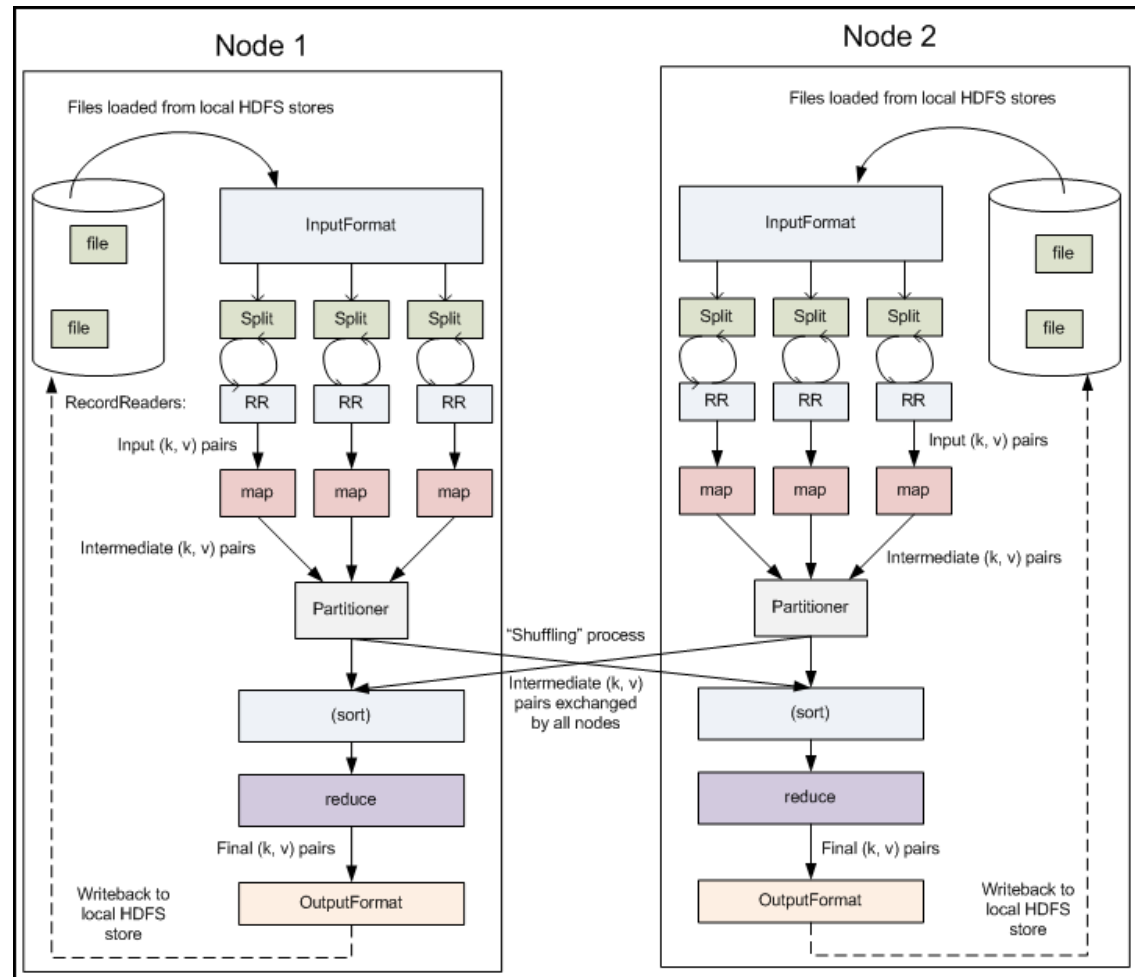 Node 1
Files loaded from local HDFS stores
file
file
InputFormat
Split Split Split
RecordReaders: RR RR RR
Input (k, v) pairs
map map map
Intermediate (k, v) pairs
Partitioner
(sort)
reduce
Final (k, v) pairs
OutputFormat
Writeback to
local HDFS
store
"Shuffling" process
Intermediate (k, v)
pairs exchanged
by all nodes
Node 2
Files loaded from local HDFS stores
InputFormat
file
file
Split Split Split
RR RR RR
Input (k, v) pairs
map map map
Intermediate (k, v) pairs
Partitioner
(sort)
reduce
Final (k, v) pairs
OutputFormat
Writeback to
local HDFS
store